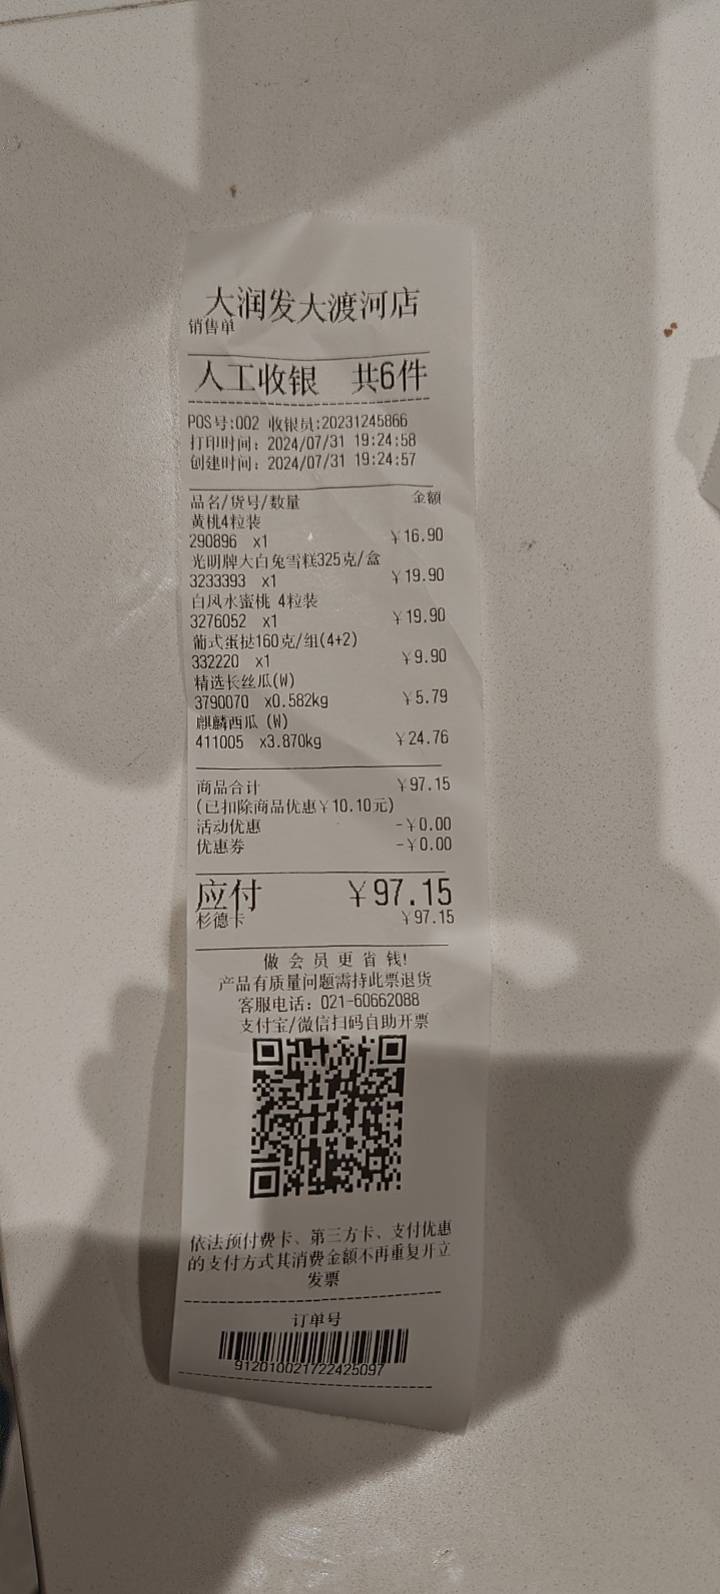 大润发大渡河店
销售单
人工收银 共6件
POS号:002 收银员:20231245866
打印时间: 2024/07/31 19:24:58
创建时间: 2024/07/31 19:24:57
品名/货号/数量 金额
黄桃4粒装
290896 x1 ￥16.90
光明牌大白兔雪糕325克/盒
3233393 x1 ￥19.90
白凤水蜜桃 4粒装
3276052 x1 ￥19.90
葡式蛋挞160克/组(4+2)
332220 x1 ￥9.90
精选长丝瓜(W)
3790070 x0.582kg ￥5.79
麒麟西瓜 (W)
411005 x3.870kg ￥24.76
商品合计 ￥97.15
(已扣除商品优惠￥10.10元)
活动优惠 -￥0.00
优惠券 -￥0.00
应付 ￥97.15
杉德卡 ￥97.15
做会员更省钱!
产品有质量问题需持此票退货
客服电话: 021-60662088
支付宝/微信扫码自助开票
依法预付费卡、第三方卡、支付优惠
的支付方式其消费金额不再重复开立
发票
订单号
912010021722425097